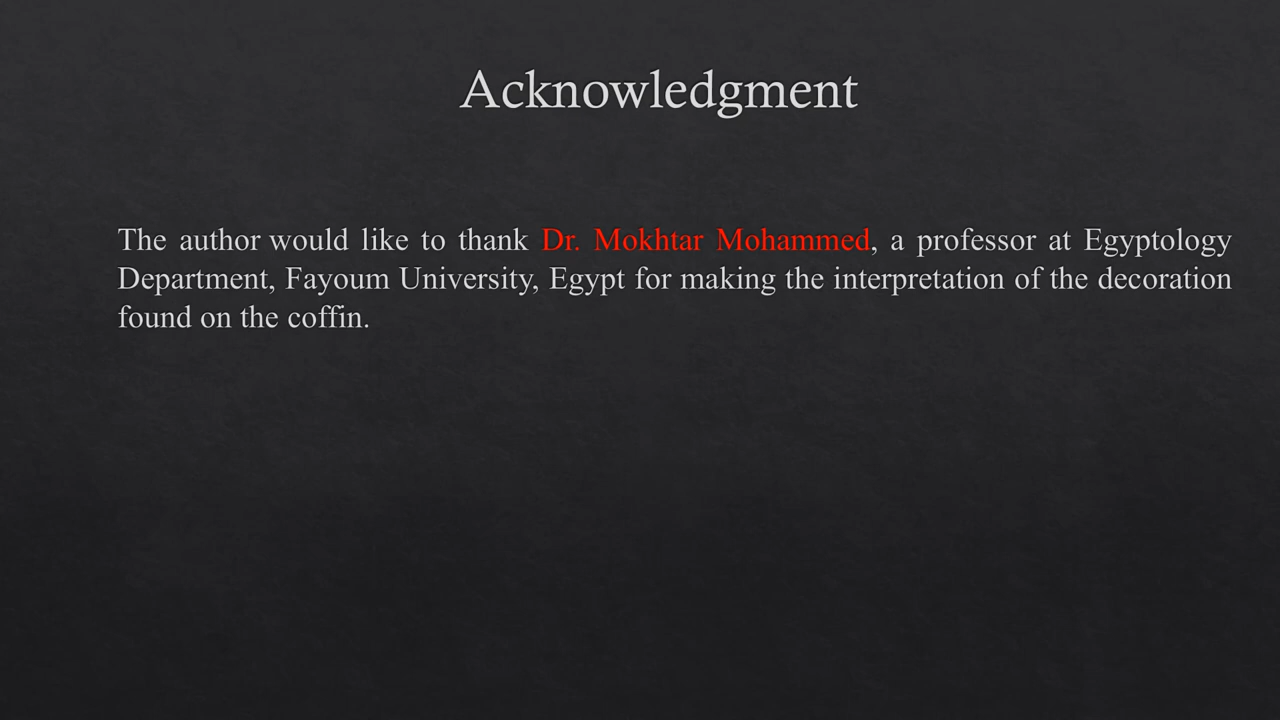 Acknowledgment
The author would like to thank Dr. Mokhtar Mohammed, a professor at Egyptology
Department, Fayoum University, Egypt for making the interpretation of the decoration
found on the coffin.